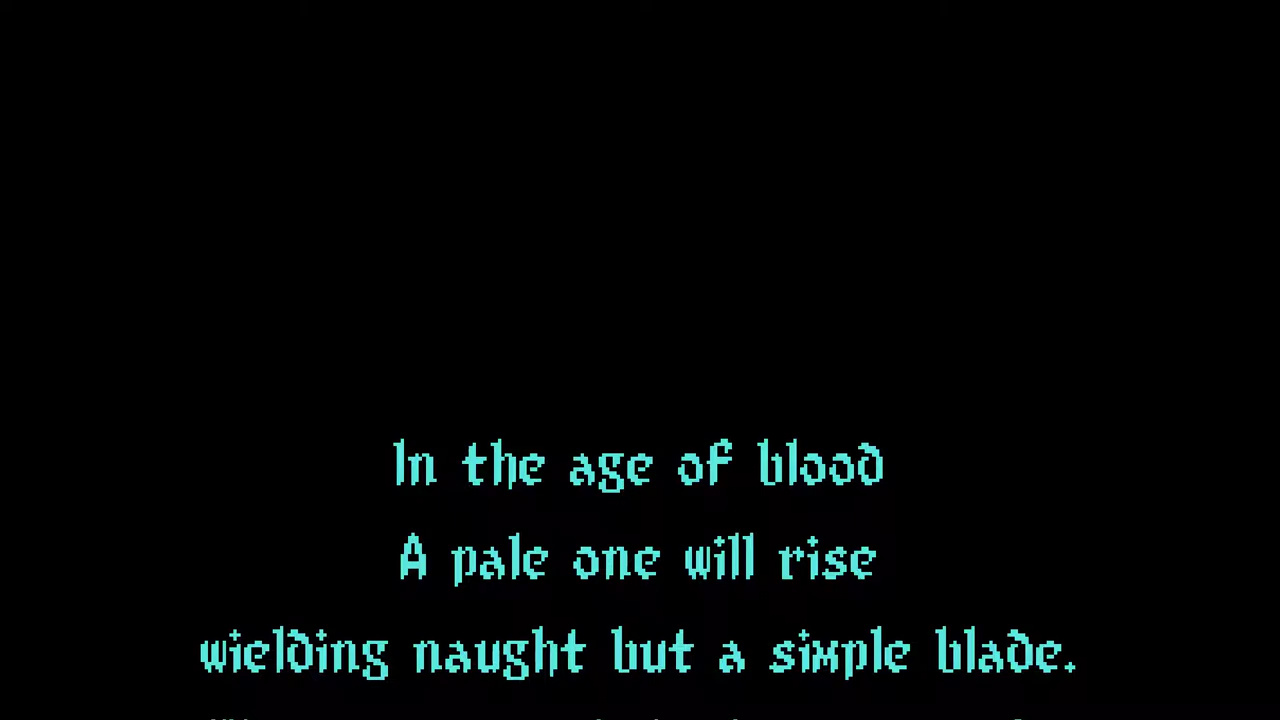 In the age of blood
A pale one will rise
wielding naught but a simple blade.